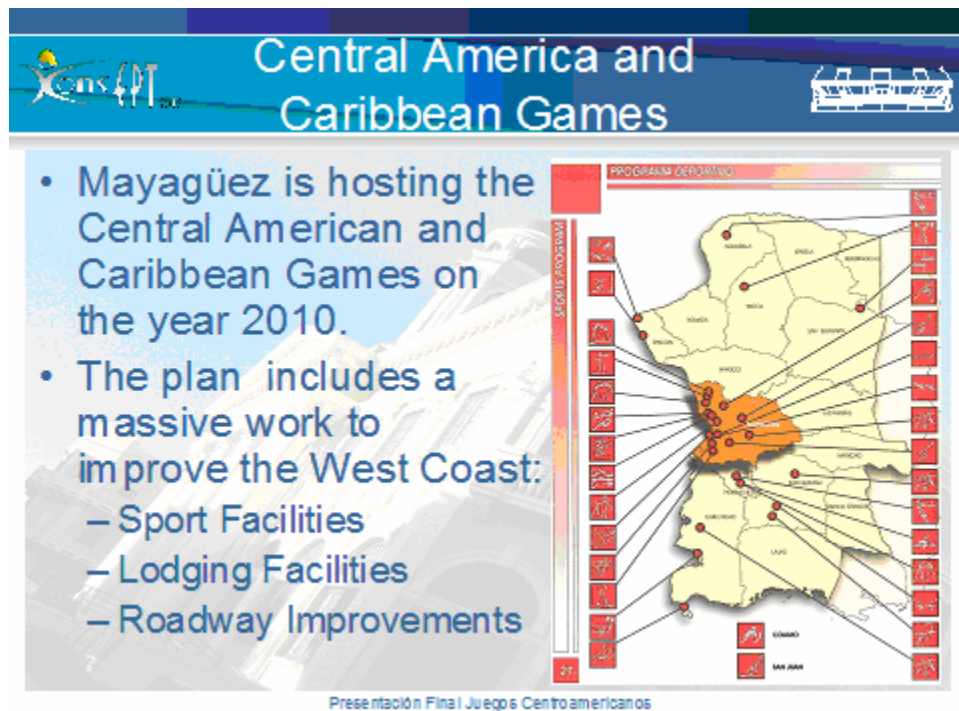 Central America and
Caribbean Games
• Mayagüez is hosting the
Central American and
Caribbean Games on
the year 2010.
• The plan includes a
massive work to
improve the West Coast:
– Sport Facilities
– Lodging Facilities
– Roadway Improvements
PROGRAMA DEPORTIVO
SPORTS PROGRAM
COAMO
SAN JUAN
21
Presentación Final Juegos Centroamericanos